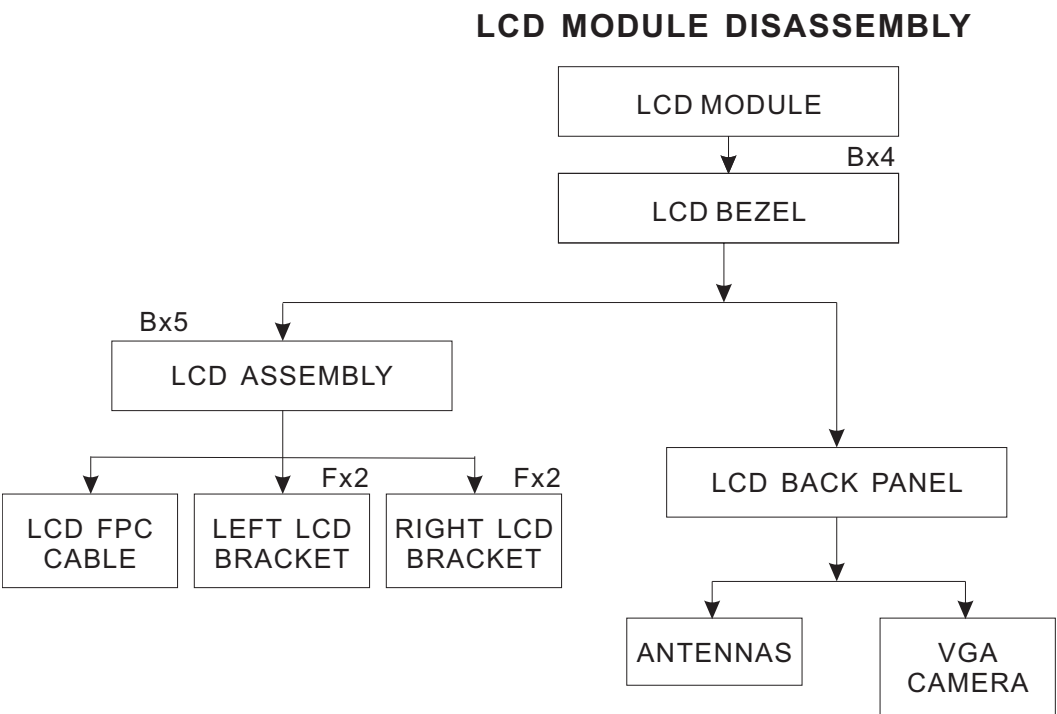 LCD MODULE DISASSEMBLY
LCD MODULE
Bx4
LCD BEZEL
Bx5
LCD ASSEMBLY
Fx2
Fx2
LCD BACK PANEL
LCD FPC
CABLE
LEFT LCD
BRACKET
RIGHT LCD
BRACKET
ANTENNAS
VGA
CAMERA